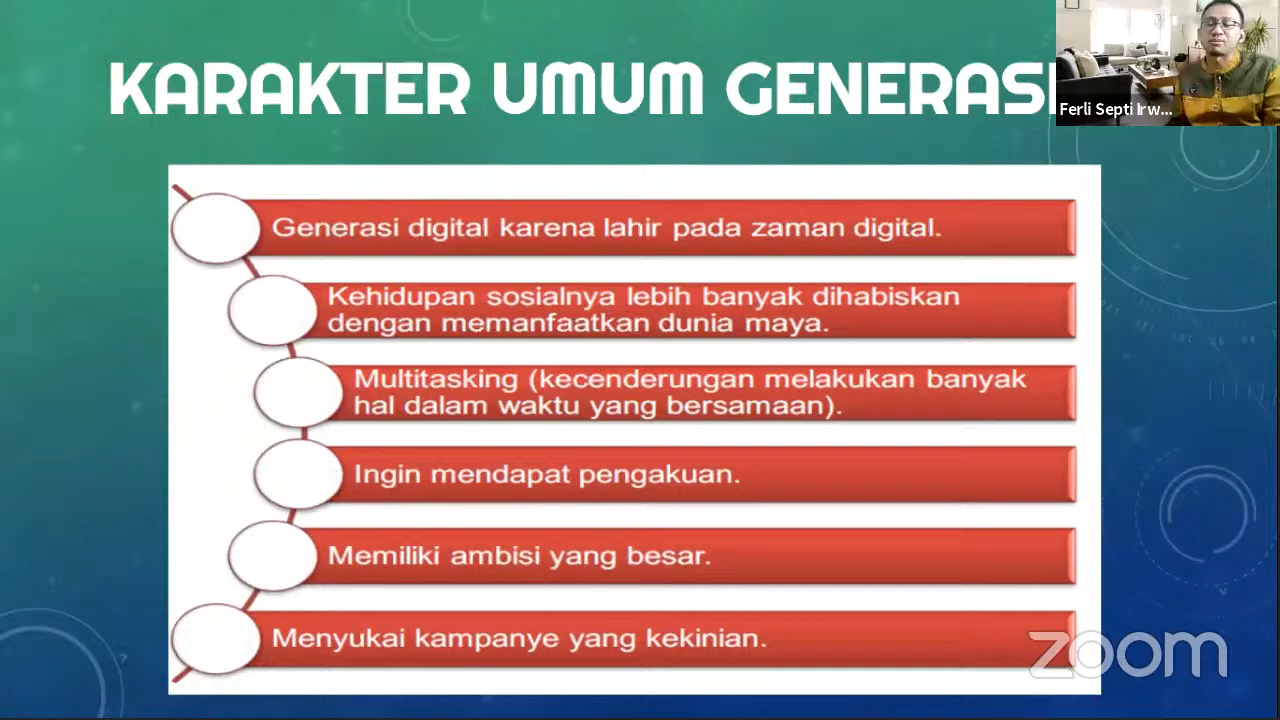 KARAKTER UMUM GENERASI
Ferli Septi Irw...
Generasi digital karena lahir pada zaman digital.
Kehidupan sosialnya lebih banyak dihabiskan
dengan memanfaatkan dunia maya.
Multitasking (kecenderungan melakukan banyak
hal dalam waktu yang bersamaan).
Ingin mendapat pengakuan.
Memiliki ambisi yang besar.
Menyukai kampanye yang kekinian.
zoom